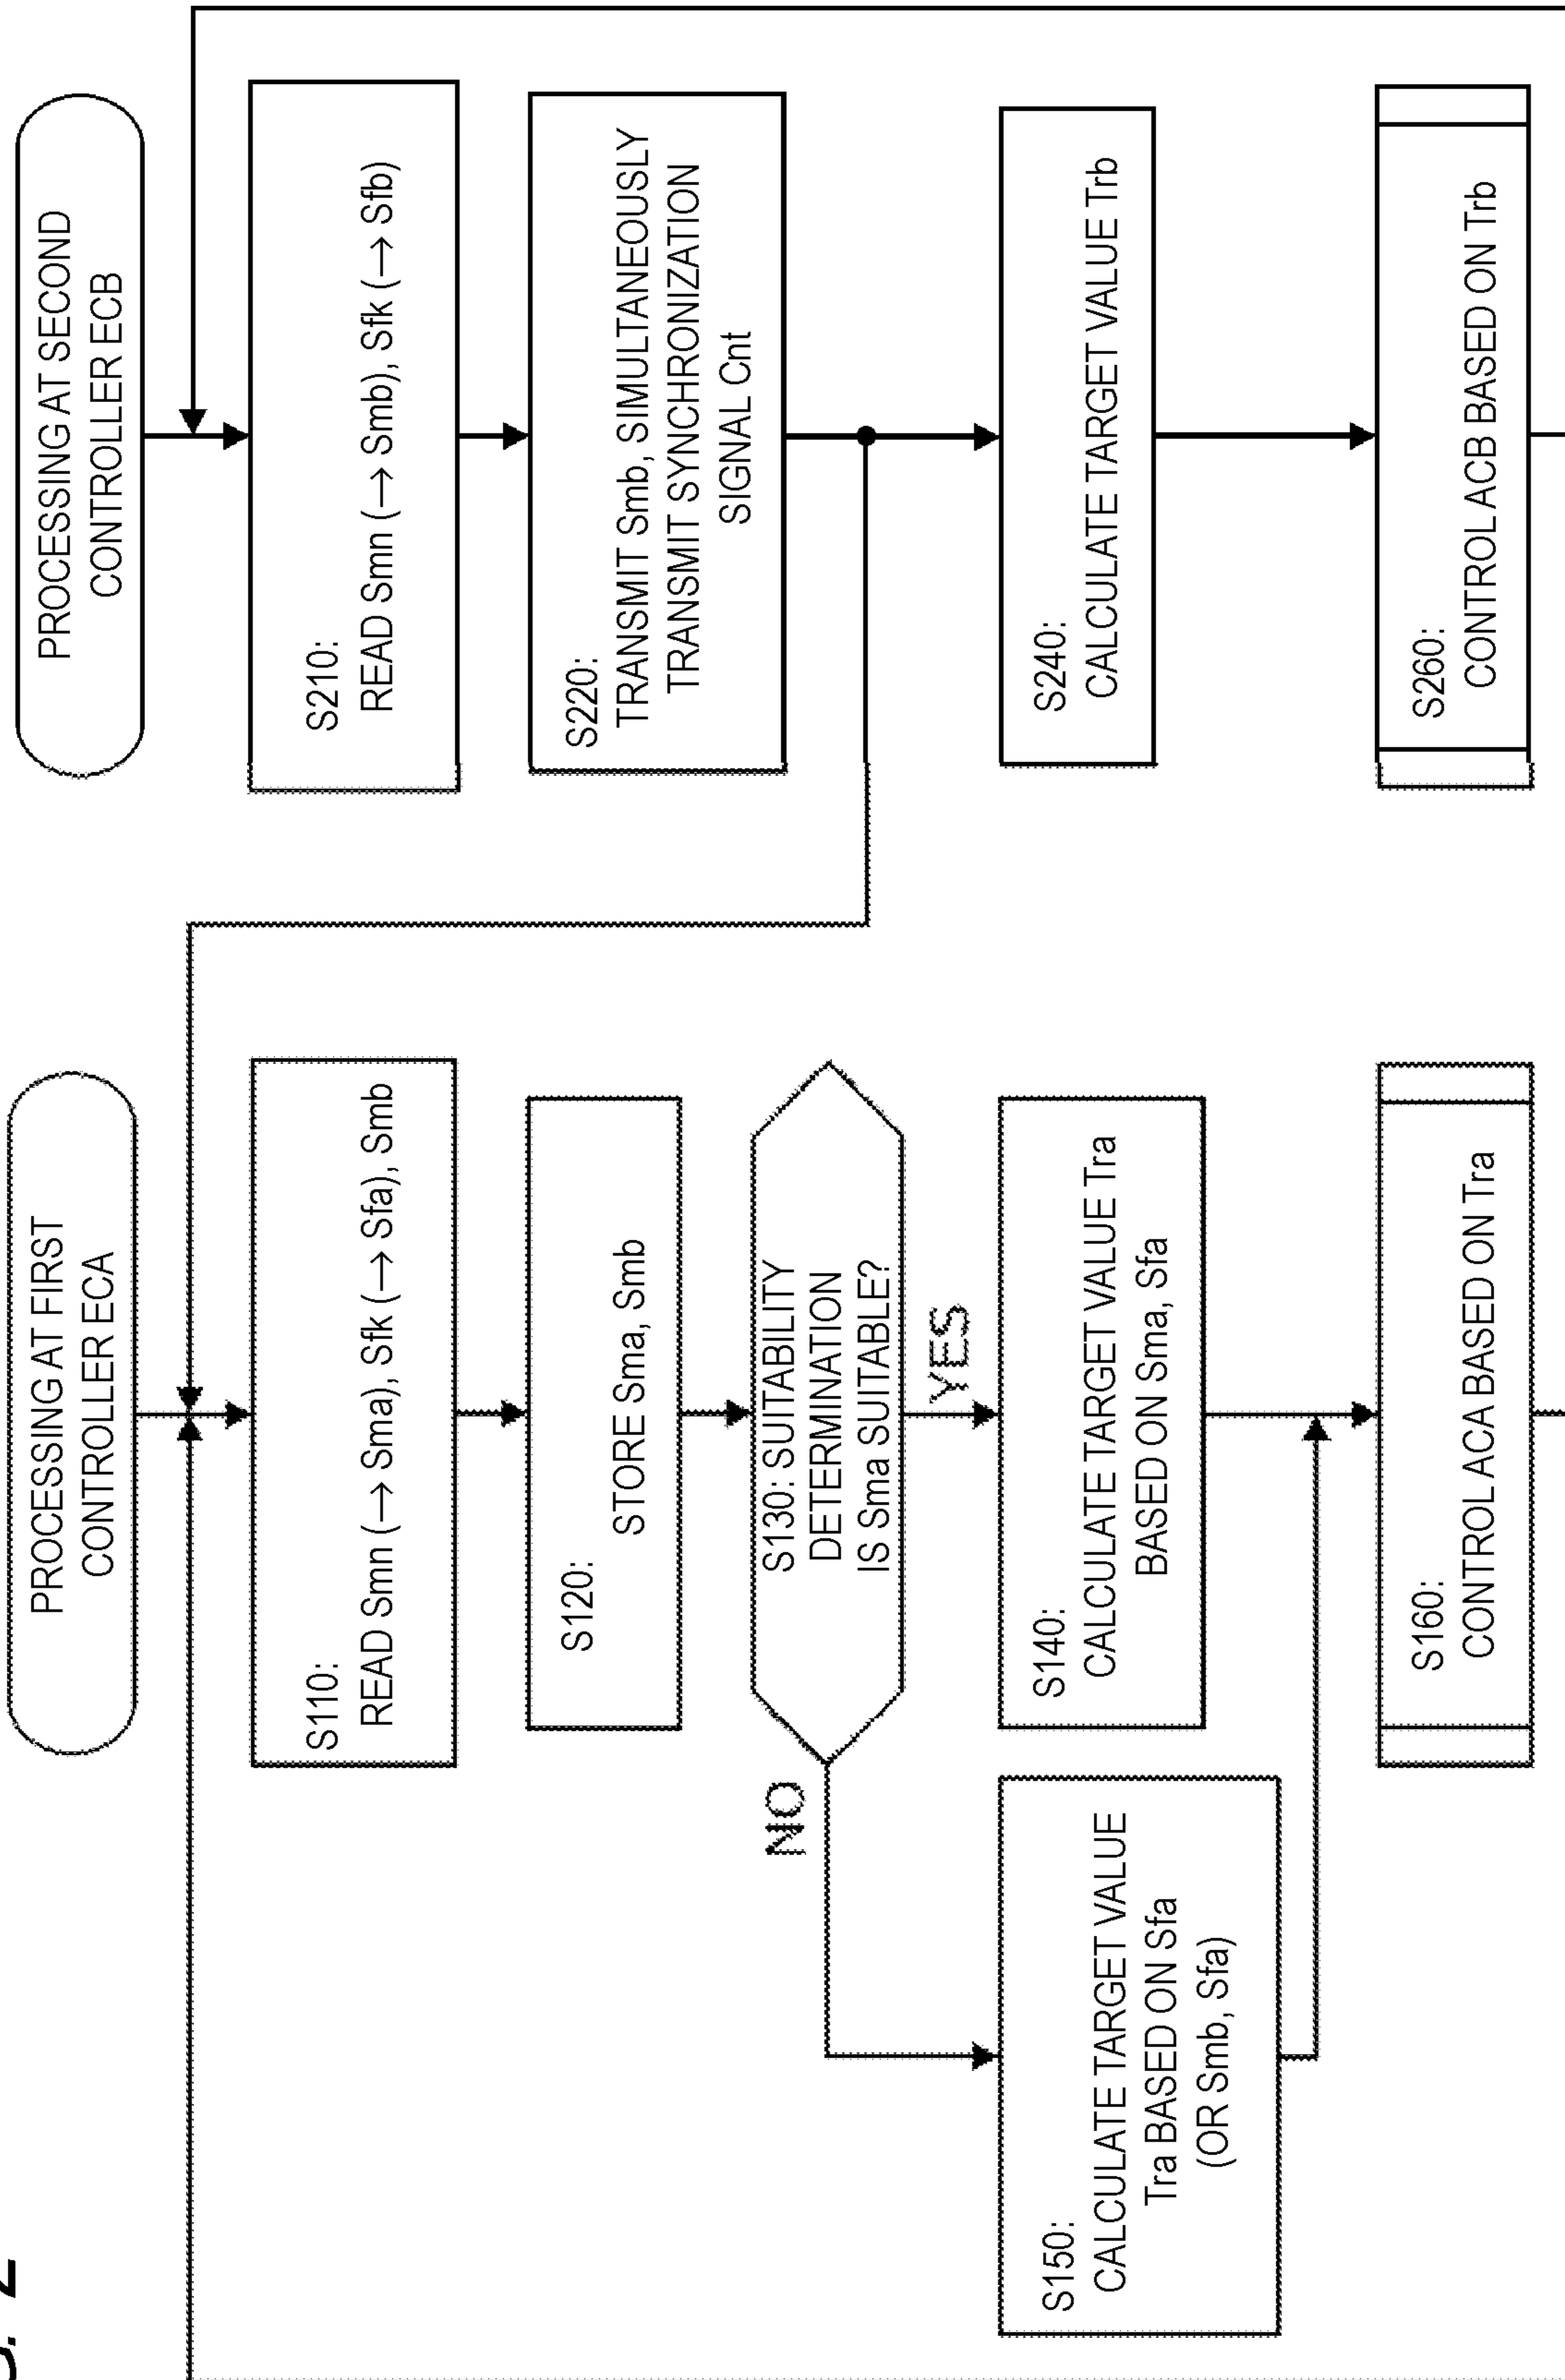 PROCESSING AT FIRST
CONTROLLER ECA
S110:
READ Smn (→ Sma), Sfk (→ Sfa), Smb
S120:
STORE Sma, Smb
S130: SUITABILITY
DETERMINATION
IS Sma SUITABLE?
NO
YES
S150:
CALCULATE TARGET VALUE
Tra BASED ON Sfa
(OR Smb, Sfa)
S140:
CALCULATE TARGET VALUE Tra
BASED ON Sma, Sfa
S160:
CONTROL ACA BASED ON Tra
PROCESSING AT SECOND
CONTROLLER ECB
S210:
READ Smn (→ Smb), Sfk (→ Sfb)
S220:
TRANSMIT Smb, SIMULTANEOUSLY
TRANSMIT SYNCHRONIZATION
SIGNAL Cnt
S240:
CALCULATE TARGET VALUE Trb
S260:
CONTROL ACB BASED ON Trb